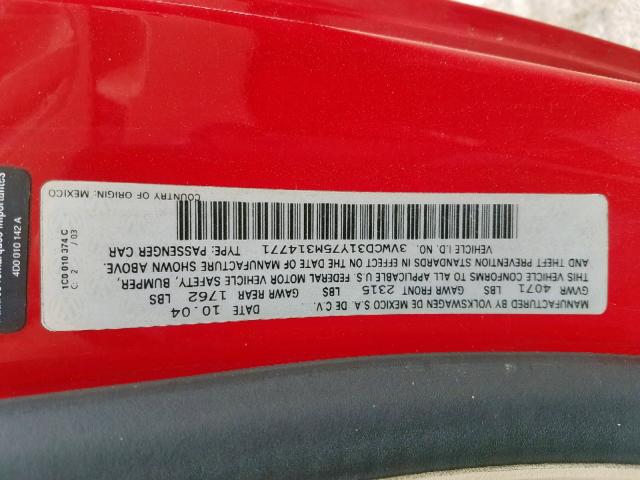 MANUFACTURED BY VOLKSWAGEN DE MEXICO S.A. DE C.V. DATE 10.04
GVWR 4071 LBS GAWR FRONT 2315 LBS GAWR REAR 1762 LBS
THIS VEHICLE CONFORMS TO ALL APPLICABLE U.S. FEDERAL MOTOR VEHICLE SAFETY, BUMPER,
AND THEFT PREVENTION STANDARDS IN EFFECT ON THE DATE OF MANUFACTURE SHOWN ABOVE.
VEHICLE I.D. NO. 3VWCD31Y75M314771 TYPE: PASSENGER CAR
COUNTRY OF ORIGIN: MEXICO
1C0 010 374 C
C 2 / 03
importantes
4D0 010 142 A